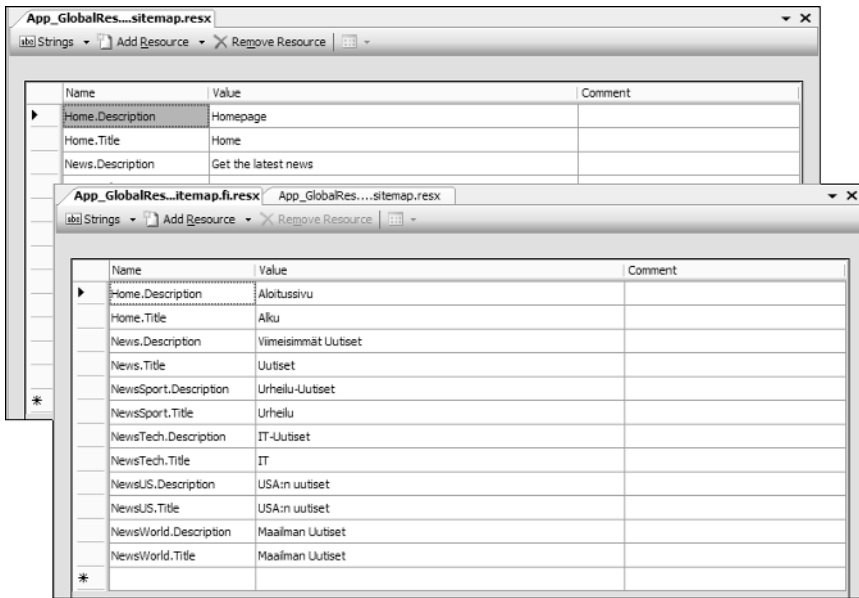 App_GlobalRes....sitemap.resx
Strings Add Resource Remove Resource
Name Value Comment
Home.Description Homepage
Home.Title Home
News.Description Get the latest news
App_GlobalRes...itemap.fi.resx App_GlobalRes....sitemap.resx
Strings Add Resource Remove Resource
Name Value Comment
Home.Description Aloitussivu
Home.Title Alku
News.Description Viimeisimmät Uutiset
News.Title Uutiset
NewsSport.Description Urheilu-Uutiset
NewsSport.Title Urheilu
NewsTech.Description IT-Uutiset
NewsTech.Title IT
NewsUS.Description USA:n uutiset
NewsUS.Title USA:n uutiset
NewsWorld.Description Maailman Uutiset
NewsWorld.Title Maailman Uutiset